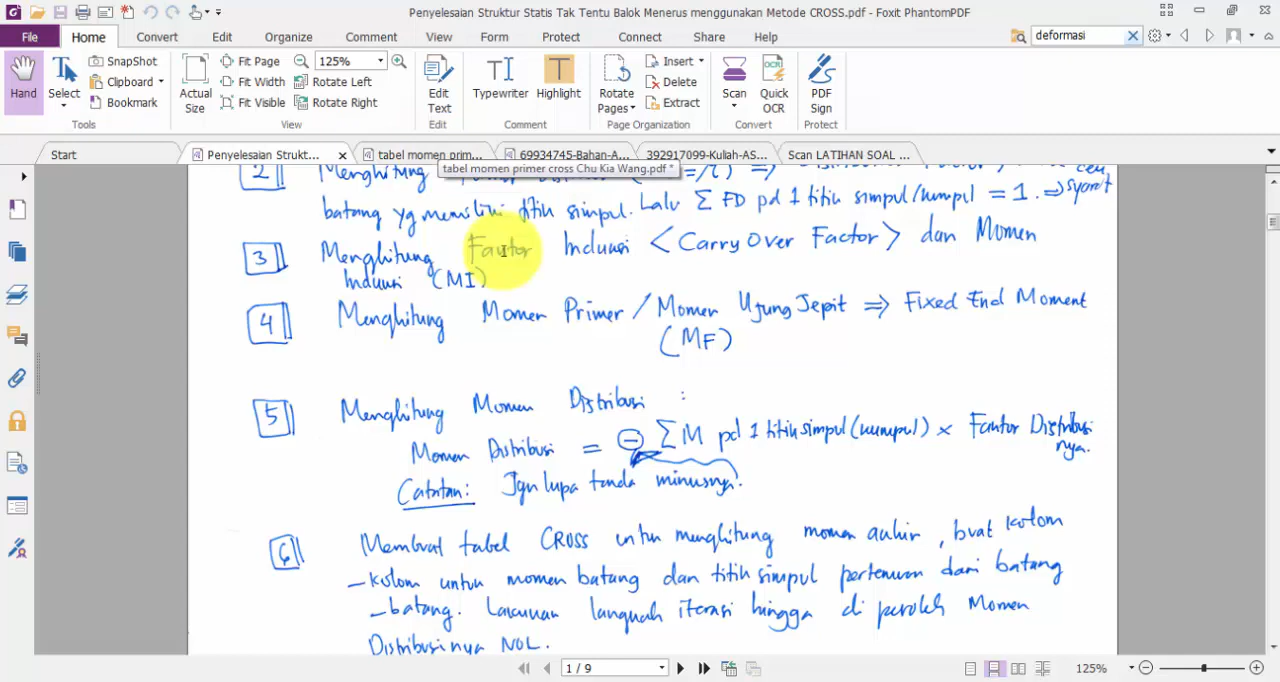 Penyelesaian Struktur Statis Tak Tentu Balok Menerus menggunakan Metode CROSS.pdf - Foxit PhantomPDF
File Home Convert Edit Organize Comment View Form Protect Connect Share Help deformasi
Hand
Select
SnapShot
Clipboard
Bookmark
Tools
Actual Size
Fit Page
Fit Width
Fit Visible
125%
Rotate Left
Rotate Right
View
Edit Text
Edit
Typewriter
Highlight
Comment
Rotate Pages
Insert
Delete
Extract
Page Organization
Scan
Quick OCR
Convert
PDF Sign
Protect
Start
Penyelesaian Strukt...
tabel momen prim...
69934745-Bahan-A...
392917099-Kuliah-AS...
Scan LATIHAN SOAL ...
tabel momen primer cross Chu Kia Wang.pdf *
2 Menghitung
batang yg memiliki titik simpul. Lalu Σ FD pd 1 titik simpul/kumpul = 1. => syarat
3 Menghitung Faktor Induksi <Carry Over Factor> dan Momen
Induksi (MI)
4 Menghitung Momen Primer / Momen Ujung Jepit => Fixed End Moment
(MF)
5 Menghitung Momen Distribusi :
Momen Distribusi = - ΣM pd 1 titik simpul (kumpul) x Faktor Distribusi
nya.
Catatan: Jgn lupa tanda minusnya.
6 Membuat tabel CROSS untuk menghitung momen akhir, buat kolom
- kolom untuk momen batang dan titik simpul pertemuan dari batang
- batang. Lakukan langkah iterasi hingga di peroleh Momen
Distribusinya NOL.
1 / 9
125%